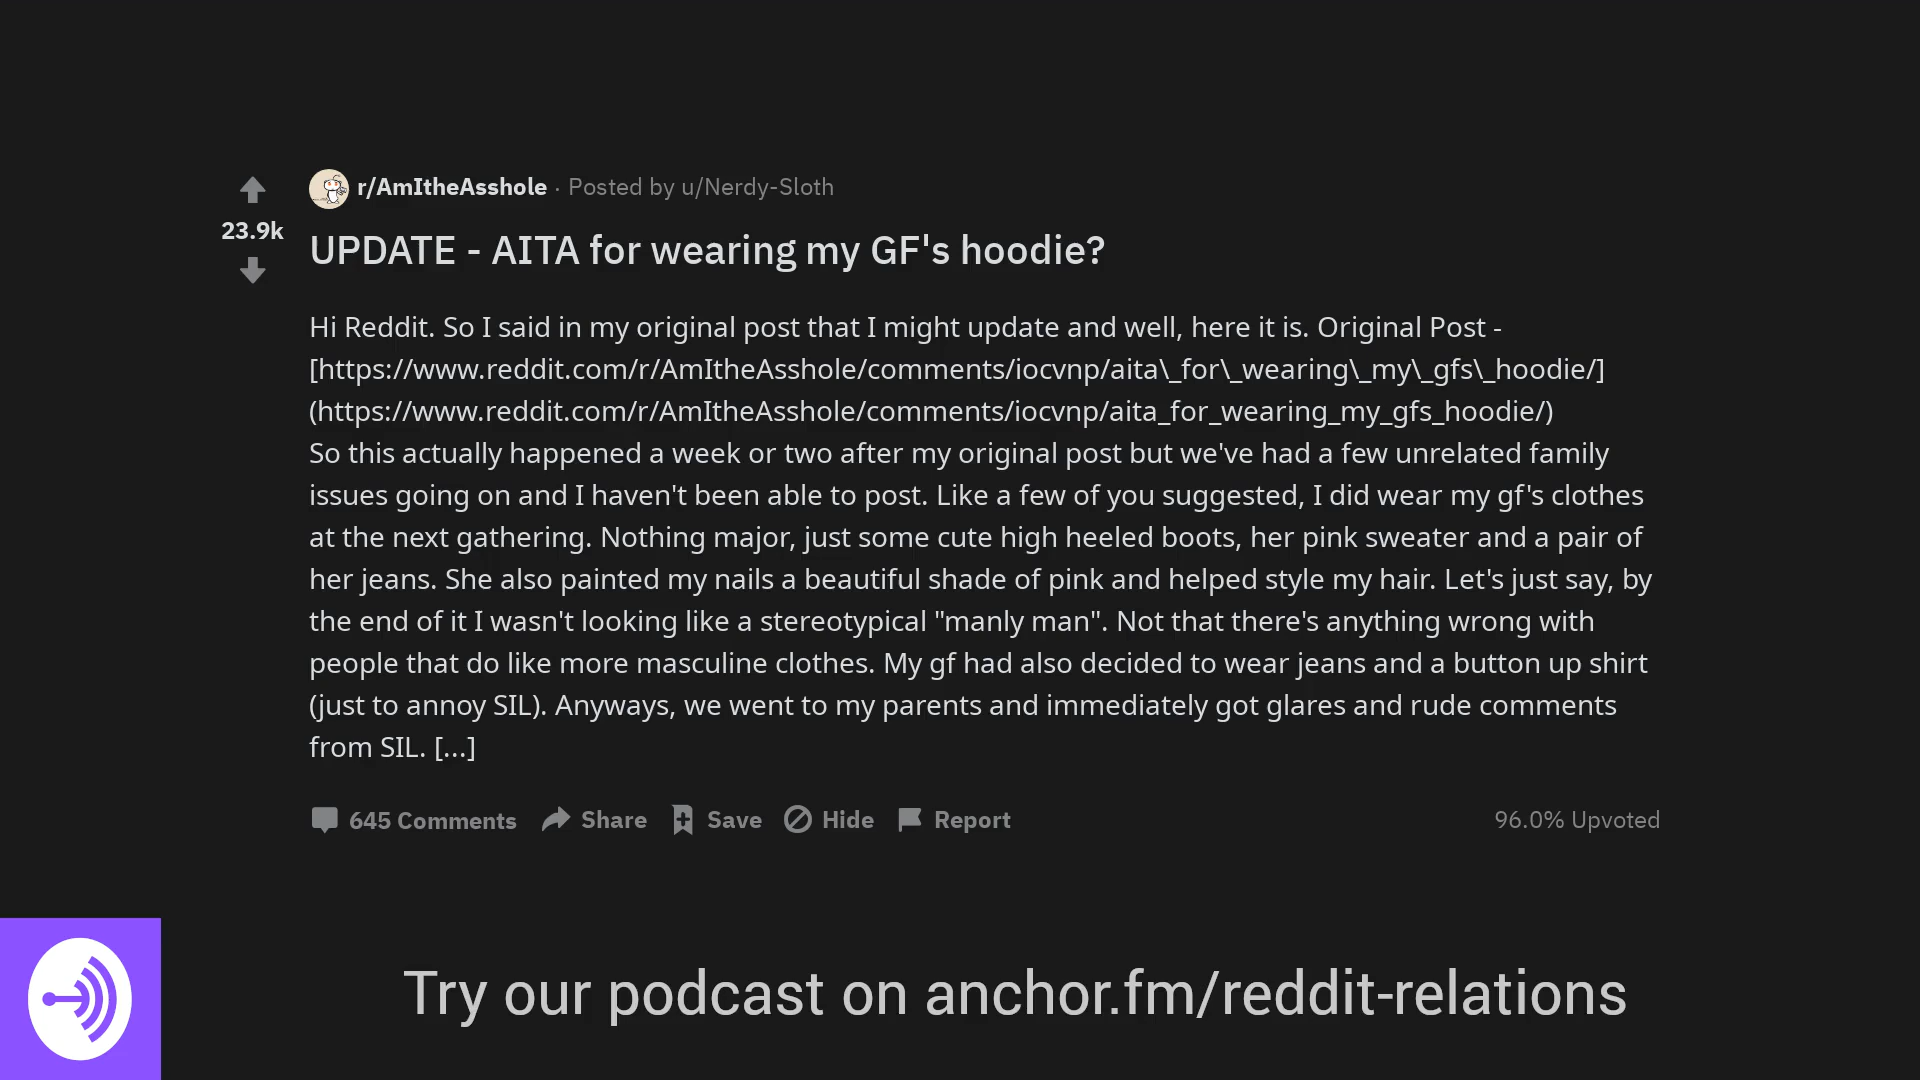 r/AmItheAsshole · Posted by u/Nerdy-Sloth
23.9k
UPDATE - AITA for wearing my GF's hoodie?
Hi Reddit. So I said in my original post that I might update and well, here it is. Original Post -
[https://www.reddit.com/r/AmItheAsshole/comments/iocvnp/aita\_for\_wearing\_my\_gfs\_hoodie/]
(https://www.reddit.com/r/AmItheAsshole/comments/iocvnp/aita_for_wearing_my_gfs_hoodie/)
So this actually happened a week or two after my original post but we've had a few unrelated family
issues going on and I haven't been able to post. Like a few of you suggested, I did wear my gf's clothes
at the next gathering. Nothing major, just some cute high heeled boots, her pink sweater and a pair of
her jeans. She also painted my nails a beautiful shade of pink and helped style my hair. Let's just say, by
the end of it I wasn't looking like a stereotypical "manly man". Not that there's anything wrong with
people that do like more masculine clothes. My gf had also decided to wear jeans and a button up shirt
(just to annoy SIL). Anyways, we went to my parents and immediately got glares and rude comments
from SIL. [...]
645 Comments Share Save Hide Report 96.0% Upvoted
Try our podcast on anchor.fm/reddit-relations